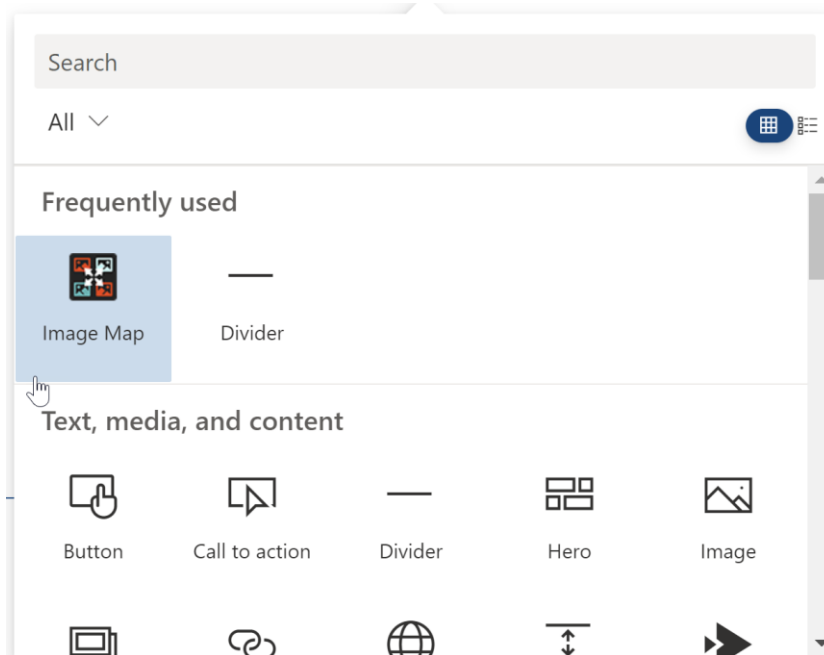 Search
All
Frequently used
Image Map
Divider
Text, media, and content
Button
Call to action
Divider
Hero
Image